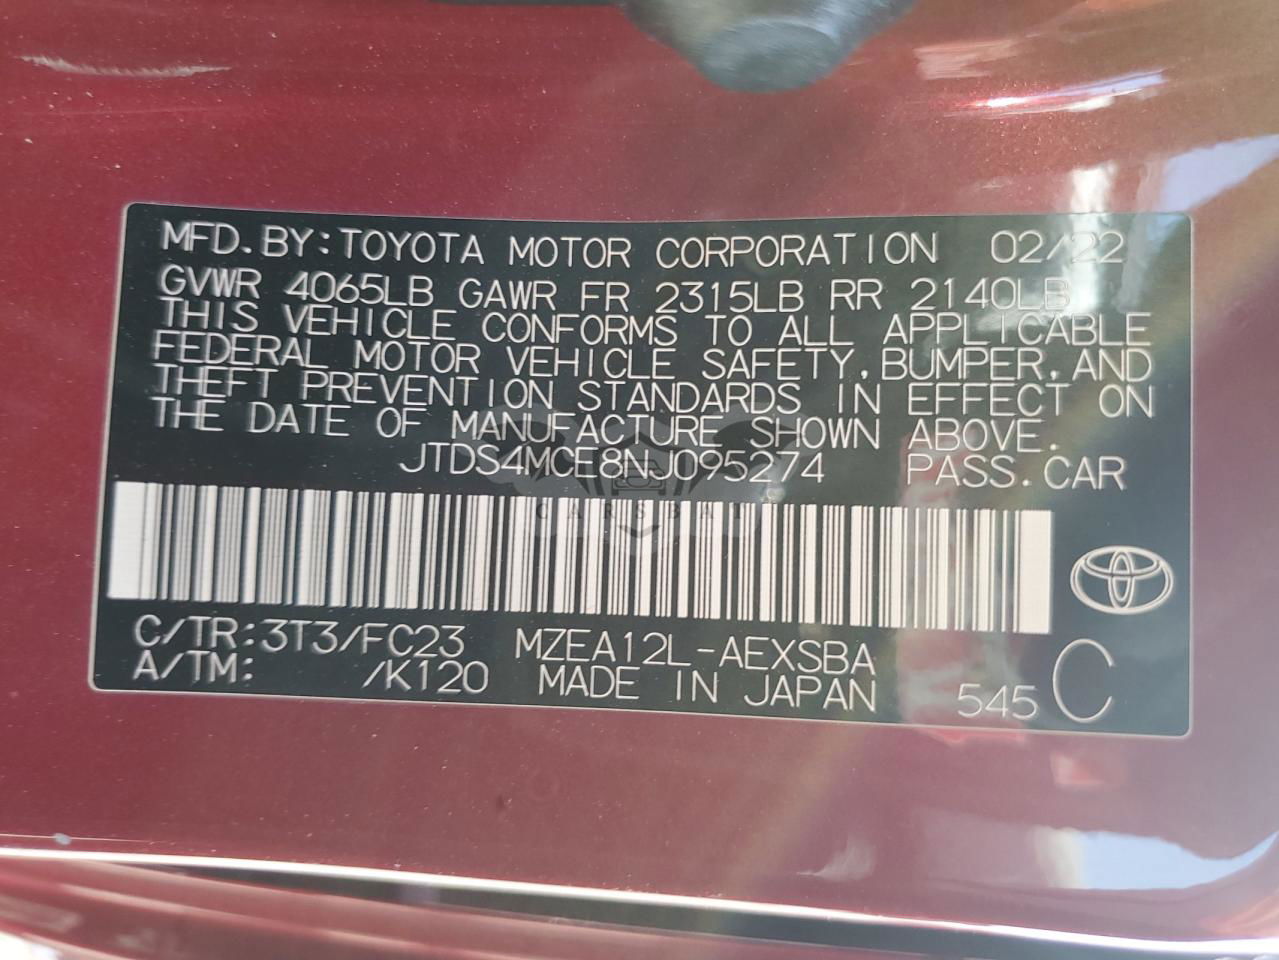 MFD.BY:TOYOTA MOTOR CORPORATION 02/22
GVWR 4065LB GAWR FR 2315LB RR 2140LB
THIS VEHICLE CONFORMS TO ALL APPLICABLE
FEDERAL MOTOR VEHICLE SAFETY,BUMPER,AND
THEFT PREVENTION STANDARDS IN EFFECT ON
THE DATE OF MANUFACTURE SHOWN ABOVE.
JTDS4MCE8NJ095274 PASS.CAR
CARSBAT
C/TR:3T3/FC23 MZEA12L-AEXSBA
A/TM: /K120 MADE IN JAPAN 545 C